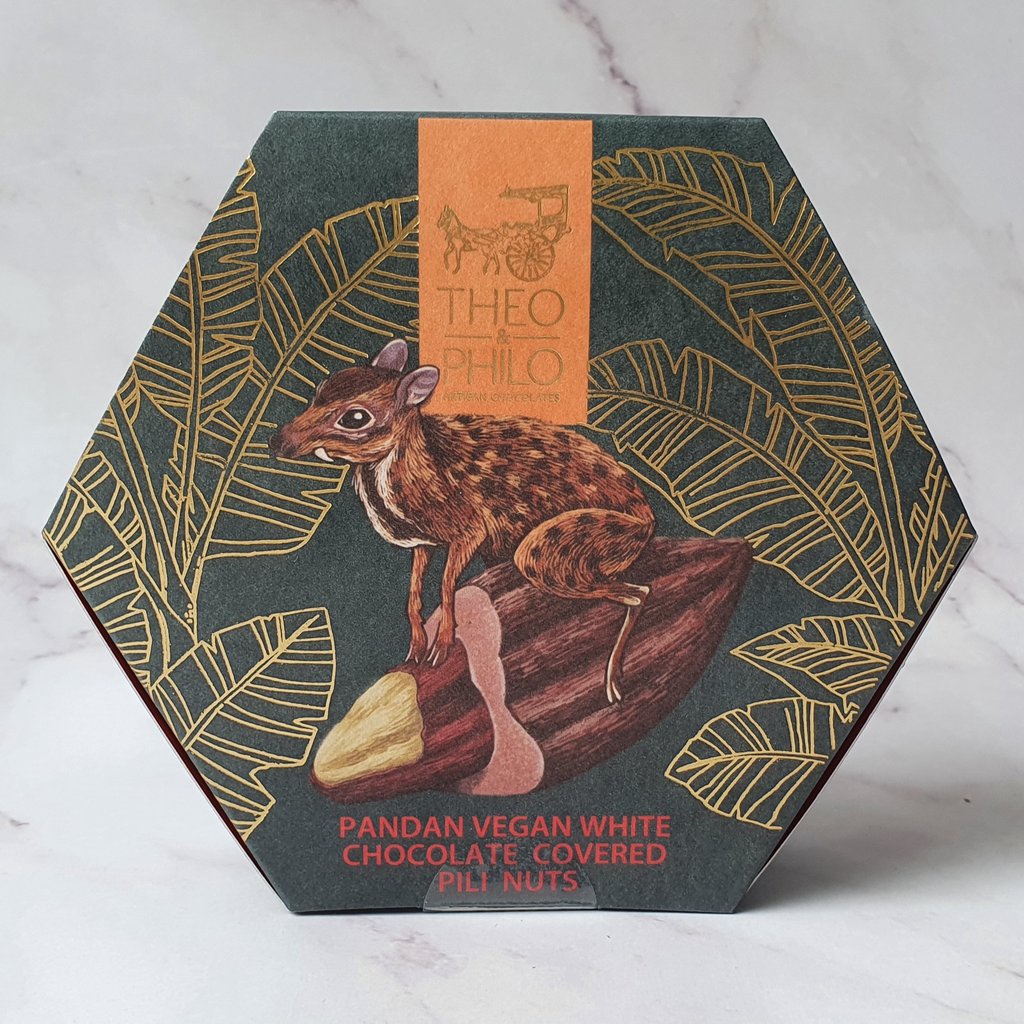 THEO
&
PHILO
ARTISAN CHOCOLATES
PANDAN VEGAN WHITE
CHOCOLATE COVERED
PILI NUTS